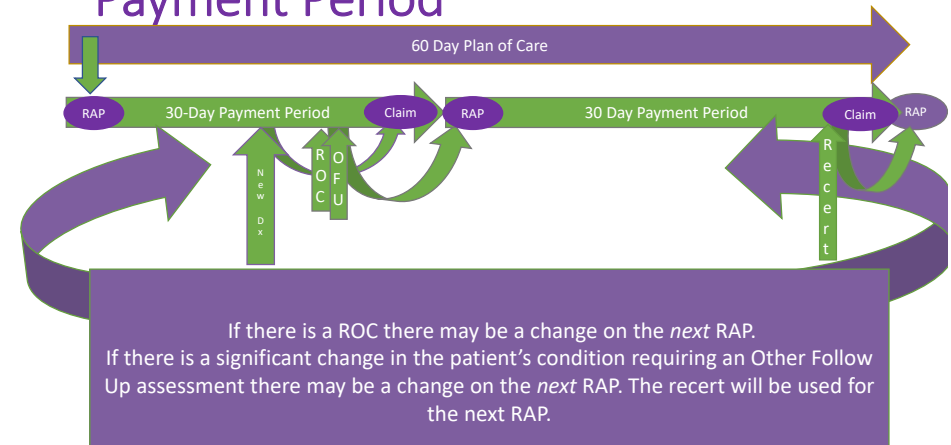 Payment Period
60 Day Plan of Care
RAP
30-Day Payment Period
Claim
RAP
30 Day Payment Period
Claim
RAP
New Dx
ROC
OFU
Recert
If there is a ROC there may be a change on the next RAP.
If there is a significant change in the patient’s condition requiring an Other Follow
Up assessment there may be a change on the next RAP. The recert will be used for
the next RAP.